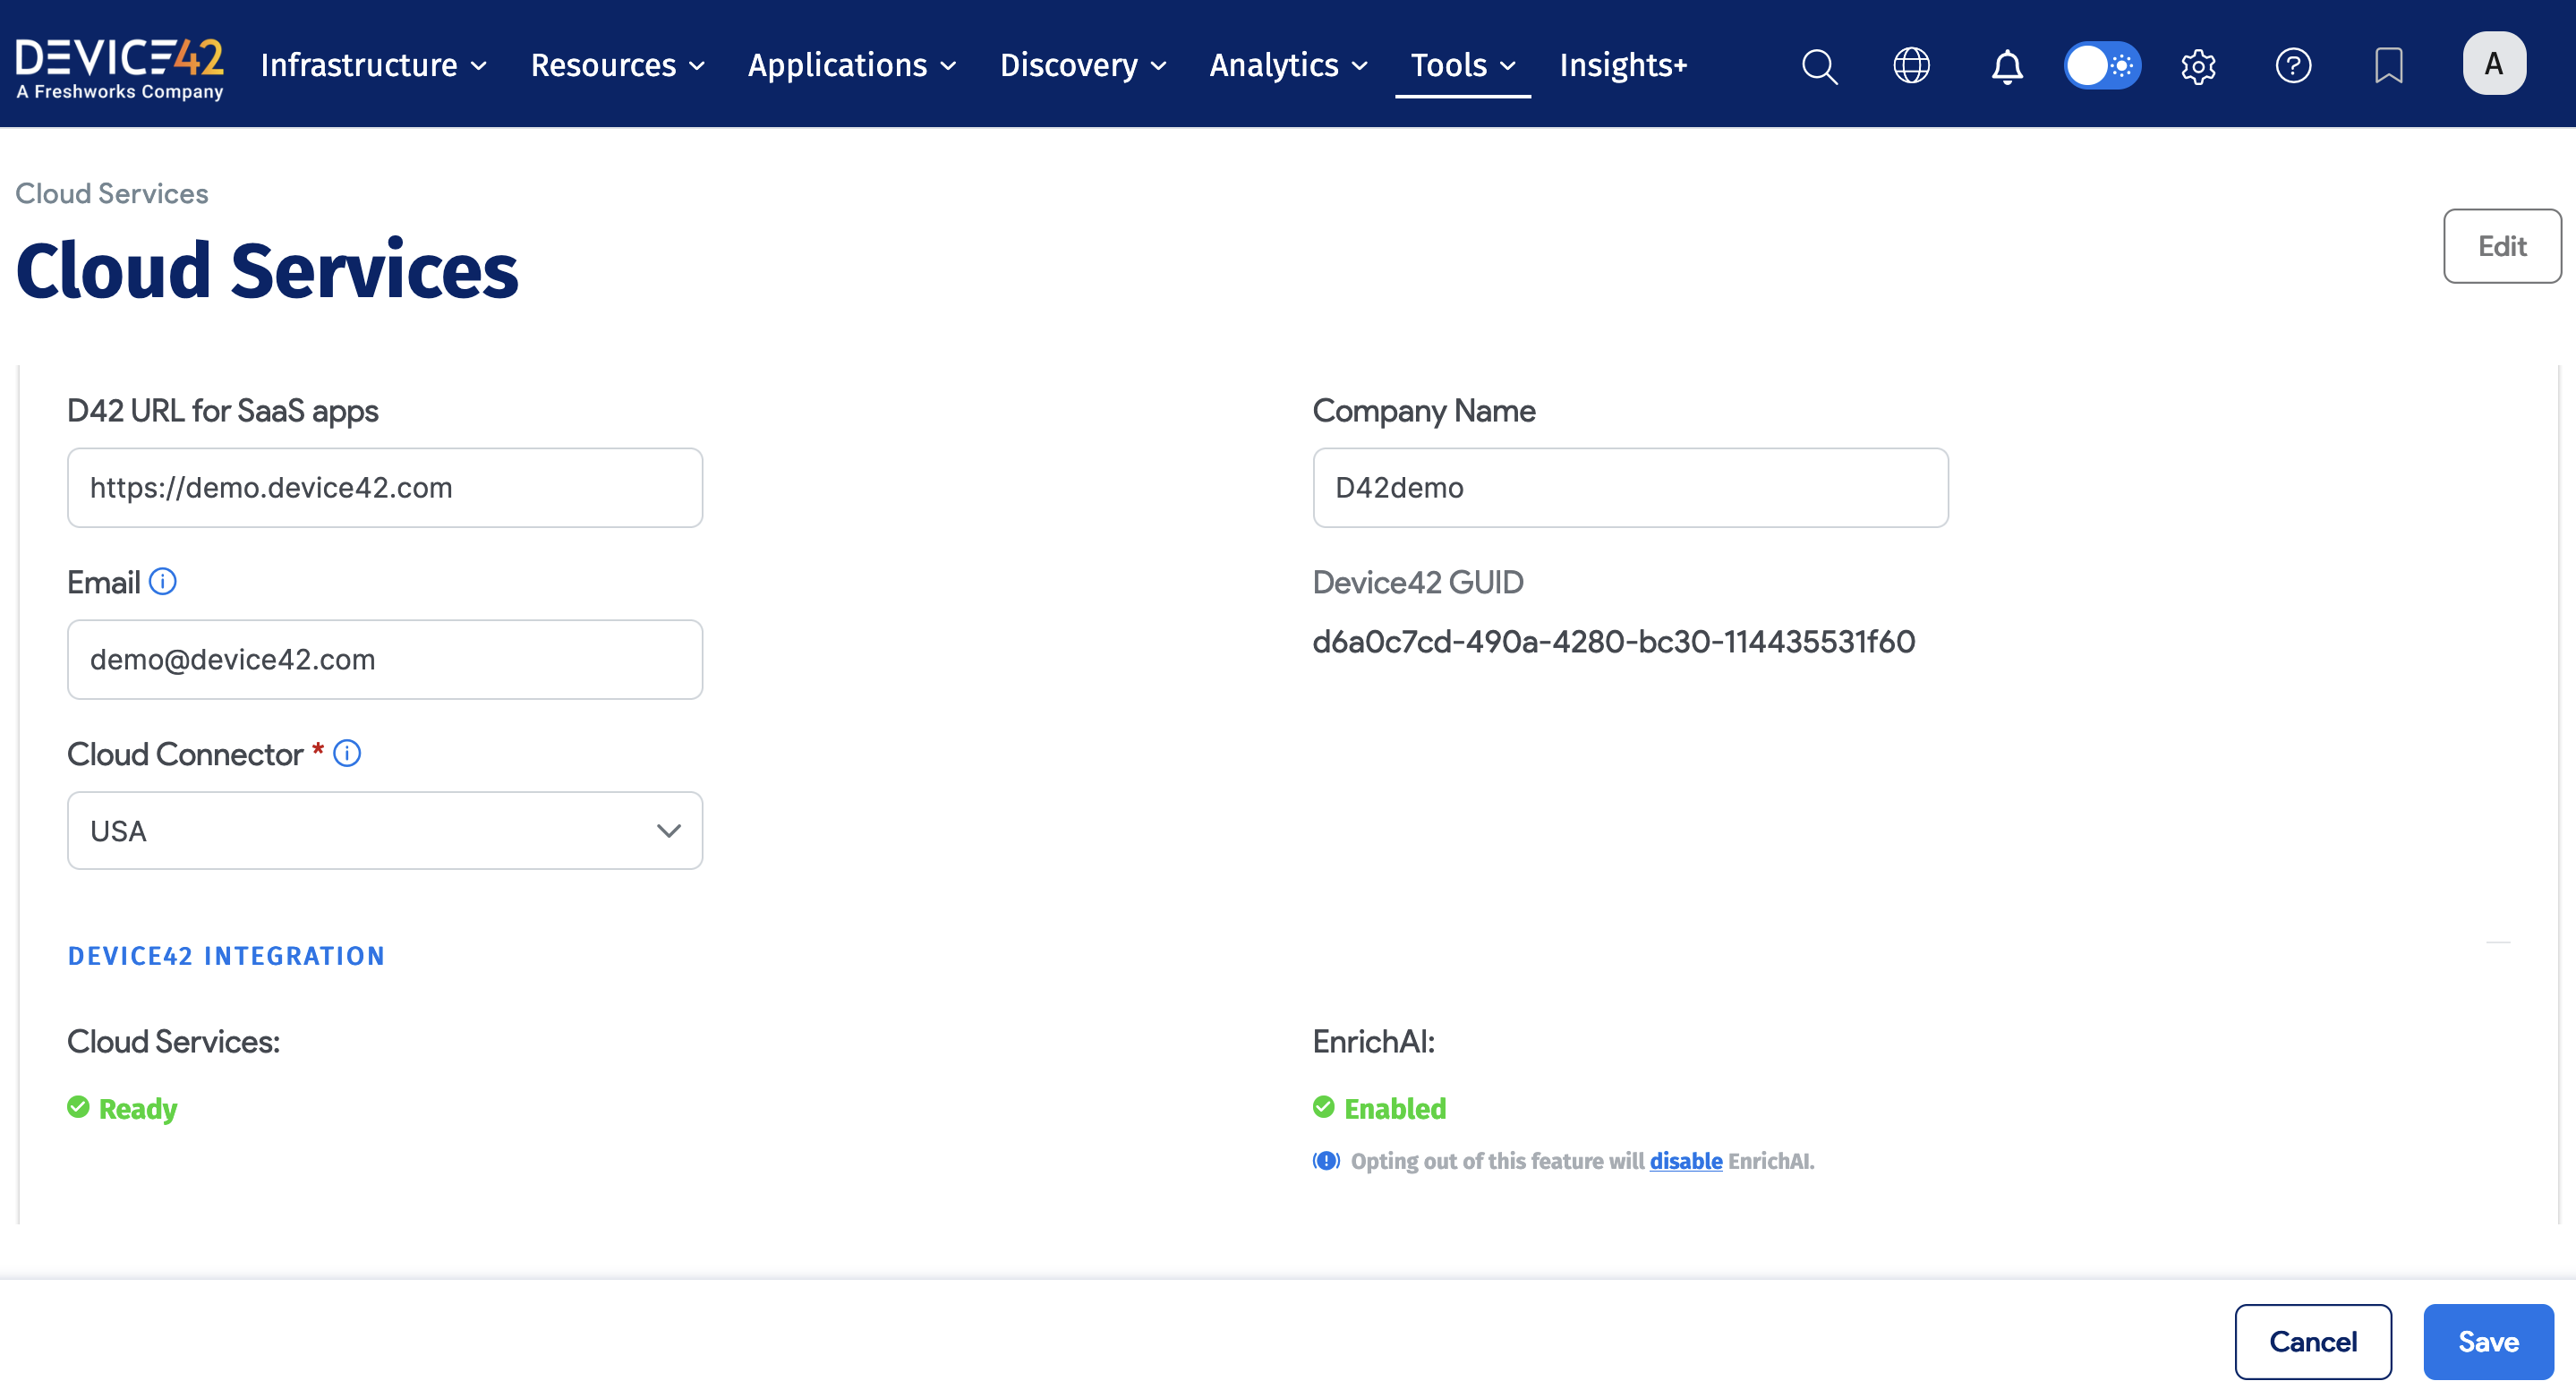 DEVICE42
A Freshworks Company
Infrastructure
Resources
Applications
Discovery
Analytics
Tools
Insights+
A
Cloud Services
Cloud Services
Edit
D42 URL for SaaS apps
https://demo.device42.com
Company Name
D42demo
Email
demo@device42.com
Device42 GUID
d6a0c7cd-490a-4280-bc30-114435531f60
Cloud Connector *
USA
DEVICE42 INTEGRATION
Cloud Services:
Ready
EnrichAI:
Enabled
Opting out of this feature will disable EnrichAI.
Cancel
Save